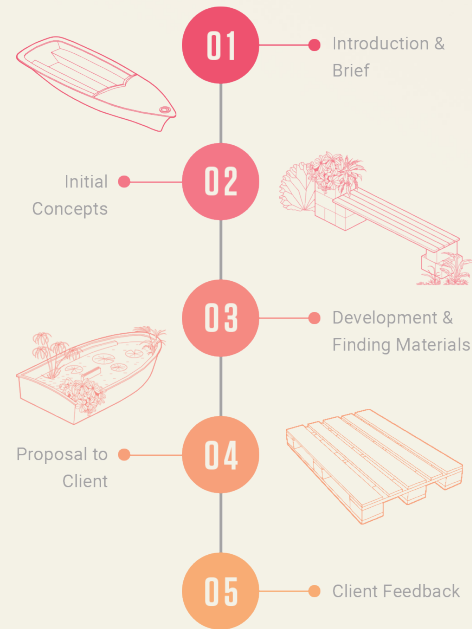 01
Introduction &
Brief
02
Initial
Concepts
03
Development &
Finding Materials
04
Proposal to
Client
05
Client Feedback